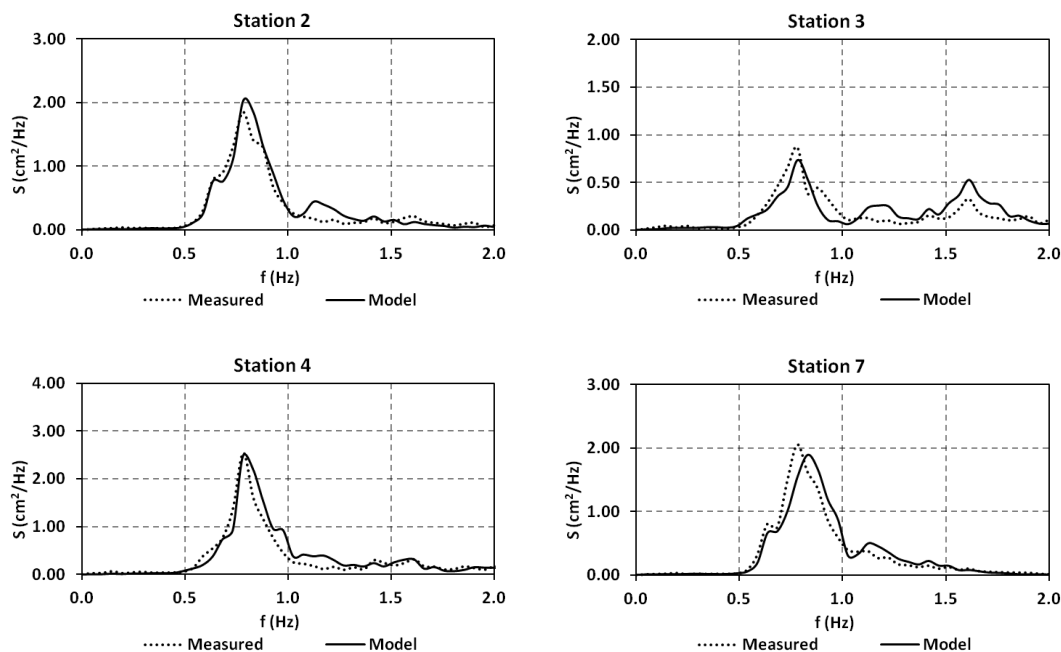 Station 2
3.00
2.00
1.00
0.00
S (cm²/Hz)
0.0 0.5 1.0 1.5 2.0
f (Hz)
Measured Model
Station 3
2.00
1.50
1.00
0.50
0.00
S (cm²/Hz)
0.0 0.5 1.0 1.5 2.0
f (Hz)
Measured Model
Station 4
4.00
3.00
2.00
1.00
0.00
S (cm²/Hz)
0.0 0.5 1.0 1.5 2.0
f (Hz)
Measured Model
Station 7
3.00
2.00
1.00
0.00
S (cm²/Hz)
0.0 0.5 1.0 1.5 2.0
f (Hz)
Measured Model